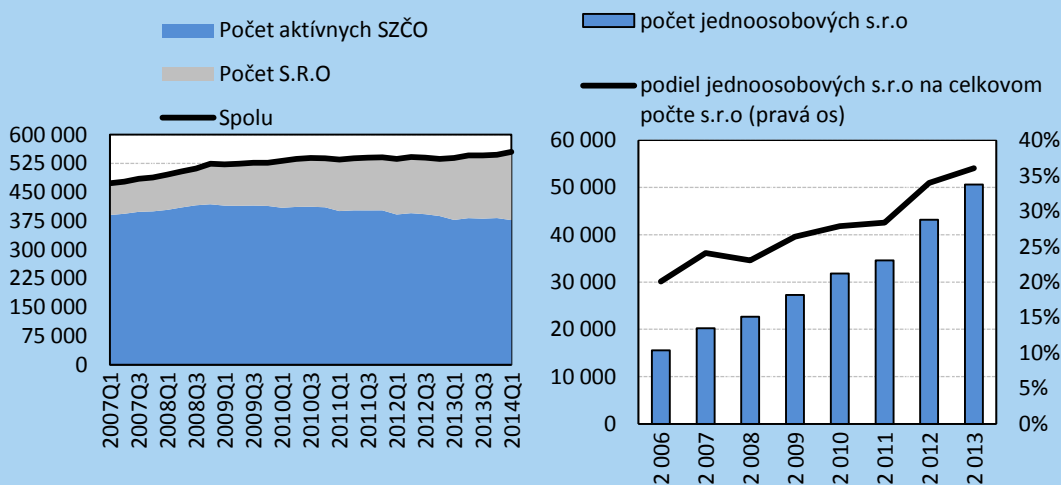 Počet aktívnych SZČO
Počet S.R.O
Spolu
600 000
525 000
450 000
375 000
300 000
225 000
150 000
75 000
0
2007Q1
2007Q3
2008Q1
2008Q3
2009Q1
2009Q3
2010Q1
2010Q3
2011Q1
2011Q3
2012Q1
2012Q3
2013Q1
2013Q3
2014Q1
počet jednoosobových s.r.o
podiel jednoosobových s.r.o na celkovom
počte s.r.o (pravá os)
60 000
50 000
40 000
30 000
20 000
10 000
0
40%
35%
30%
25%
20%
15%
10%
5%
0%
2 006
2 007
2 008
2 009
2 010
2 011
2 012
2 013